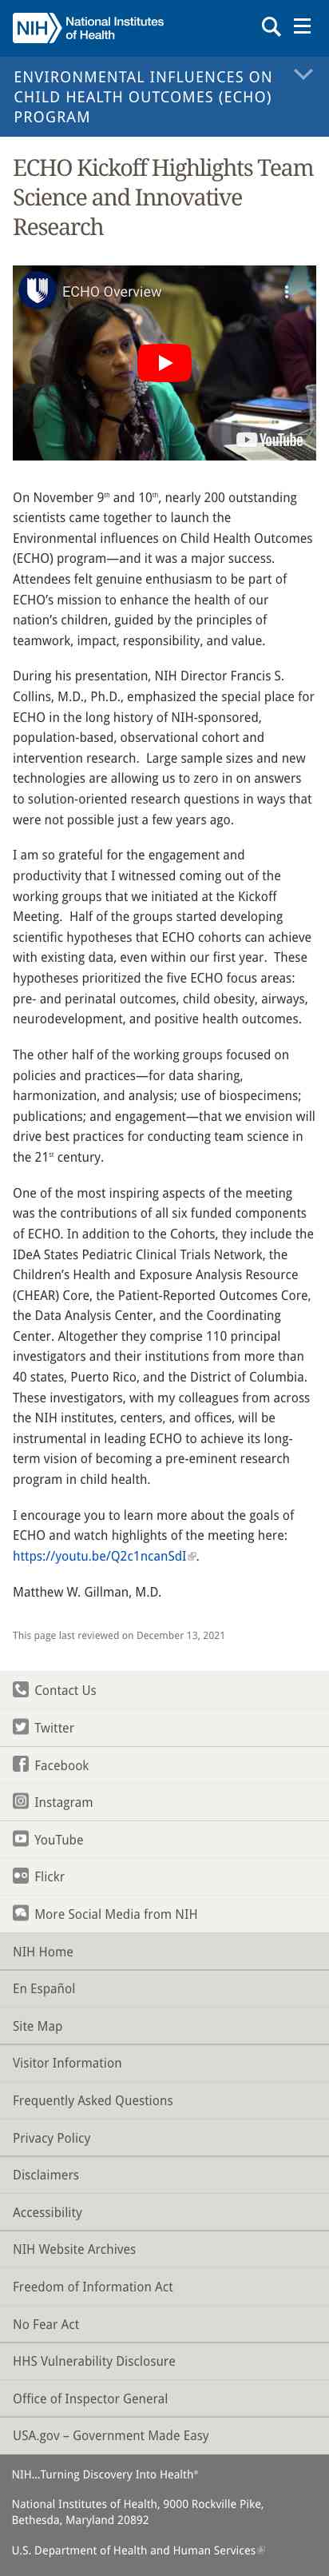 NIH National Institutes
of Health
ENVIRONMENTAL INFLUENCES ON
CHILD HEALTH OUTCOMES (ECHO)
PROGRAM
ECHO Kickoff Highlights Team
Science and Innovative
Research
ECHO Overview
YouTube
On November 9th and 10th, nearly 200 outstanding
scientists came together to launch the
Environmental influences on Child Health Outcomes
(ECHO) program—and it was a major success.
Attendees felt genuine enthusiasm to be part of
ECHO’s mission to enhance the health of our
nation’s children, guided by the principles of
teamwork, impact, responsibility, and value.
During his presentation, NIH Director Francis S.
Collins, M.D., Ph.D., emphasized the special place for
ECHO in the long history of NIH-sponsored,
population-based, observational cohort and
intervention research.  Large sample sizes and new
technologies are allowing us to zero in on answers
to solution-oriented research questions in ways that
were not possible just a few years ago.
I am so grateful for the engagement and
productivity that I witnessed coming out of the
working groups that we initiated at the Kickoff
Meeting.  Half of the groups started developing
scientific hypotheses that ECHO cohorts can achieve
with existing data, even within our first year.  These
hypotheses prioritized the five ECHO focus areas:
pre- and perinatal outcomes, child obesity, airways,
neurodevelopment, and positive health outcomes.
The other half of the working groups focused on
policies and practices—for data sharing,
harmonization, and analysis; use of biospecimens;
publications; and engagement—that we envision will
drive best practices for conducting team science in
the 21st century.
One of the most inspiring aspects of the meeting
was the contributions of all six funded components
of ECHO. In addition to the Cohorts, they include the
IDeA States Pediatric Clinical Trials Network, the
Children’s Health and Exposure Analysis Resource
(CHEAR) Core, the Patient-Reported Outcomes Core,
the Data Analysis Center, and the Coordinating
Center. Altogether they comprise 110 principal
investigators and their institutions from more than
40 states, Puerto Rico, and the District of Columbia.
These investigators, with my colleagues from across
the NIH institutes, centers, and offices, will be
instrumental in leading ECHO to achieve its long-
term vision of becoming a pre-eminent research
program in child health.
I encourage you to learn more about the goals of
ECHO and watch highlights of the meeting here:
https://youtu.be/Q2c1ncanSdI.
Matthew W. Gillman, M.D.
This page last reviewed on December 13, 2021
Contact Us
Twitter
Facebook
Instagram
YouTube
Flickr
More Social Media from NIH
NIH Home
En Español
Site Map
Visitor Information
Frequently Asked Questions
Privacy Policy
Disclaimers
Accessibility
NIH Website Archives
Freedom of Information Act
No Fear Act
HHS Vulnerability Disclosure
Office of Inspector General
USA.gov – Government Made Easy
NIH…Turning Discovery Into Health®
National Institutes of Health, 9000 Rockville Pike,
Bethesda, Maryland 20892
U.S. Department of Health and Human Services